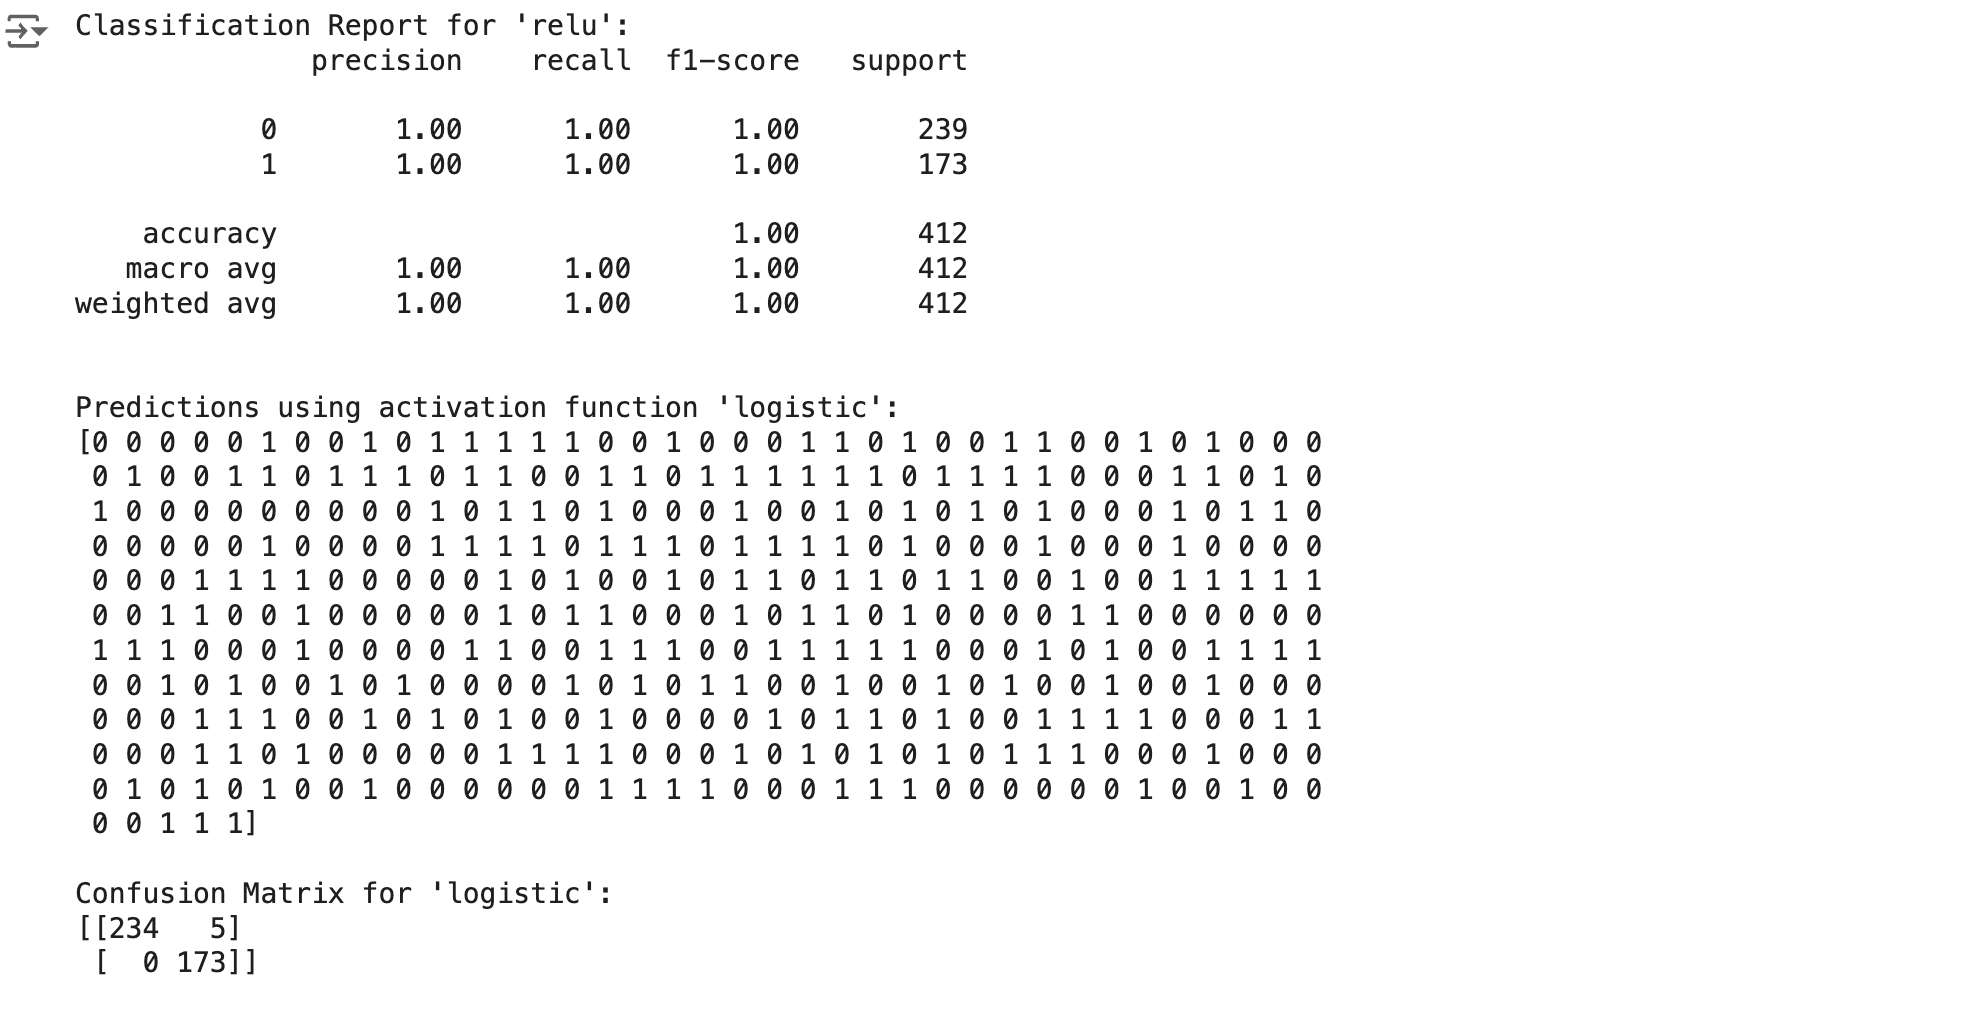 Classification Report for 'relu':
              precision    recall  f1-score   support

           0       1.00      1.00      1.00       239
           1       1.00      1.00      1.00       173

    accuracy                           1.00       412
   macro avg       1.00      1.00      1.00       412
weighted avg       1.00      1.00      1.00       412


Predictions using activation function 'logistic':
[0 0 0 0 0 1 0 0 1 0 1 1 1 1 1 0 0 1 0 0 0 1 1 0 1 0 0 1 1 0 0 1 0 1 0 0 0
 0 1 0 0 1 1 0 1 1 1 0 1 1 0 0 1 1 0 1 1 1 1 1 1 0 1 1 1 1 0 0 0 1 1 0 1 0
 1 0 0 0 0 0 0 0 0 0 1 0 1 1 0 1 0 0 0 1 0 0 1 0 1 0 1 0 1 0 0 0 1 0 1 1 0
 0 0 0 0 0 1 0 0 0 0 1 1 1 1 0 1 1 1 0 1 1 1 1 0 1 0 0 0 1 0 0 0 1 0 0 0 0
 0 0 0 1 1 1 1 0 0 0 0 0 1 0 1 0 0 1 0 1 1 0 1 1 0 1 1 0 0 1 0 0 1 1 1 1 1
 0 0 1 1 0 0 1 0 0 0 0 0 1 0 1 1 0 0 0 1 0 1 1 0 1 0 0 0 0 1 1 0 0 0 0 0 0
 1 1 1 0 0 0 1 0 0 0 0 1 1 0 0 1 1 1 0 0 1 1 1 1 1 0 0 0 1 0 1 0 0 1 1 1 1
 0 0 1 0 1 0 0 1 0 1 0 0 0 0 1 0 1 0 1 1 0 0 1 0 0 1 0 1 0 0 1 0 0 1 0 0 0
 0 0 0 1 1 1 0 0 1 0 1 0 1 0 0 1 0 0 0 0 1 0 1 1 0 1 0 0 1 1 1 1 0 0 0 1 1
 0 0 0 1 1 0 1 0 0 0 0 0 1 1 1 1 0 0 0 1 0 1 0 1 0 1 0 1 1 1 0 0 0 1 0 0 0
 0 1 0 1 0 1 0 0 1 0 0 0 0 0 0 1 1 1 1 0 0 0 1 1 1 0 0 0 0 0 0 1 0 0 1 0 0
 0 0 1 1 1]

Confusion Matrix for 'logistic':
[[234   5]
 [  0 173]]